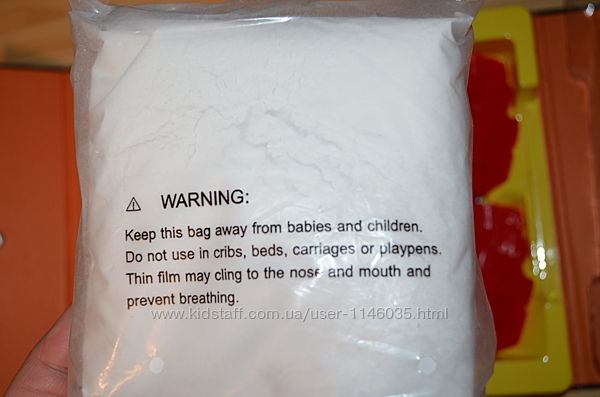 ⚠ WARNING:
Keep this bag away from babies and children.
Do not use in cribs, beds, carriages or playpens.
Thin film may cling to the nose and mouth and
prevent breathing.
www.kidstaff.com.ua/user-1146035.html